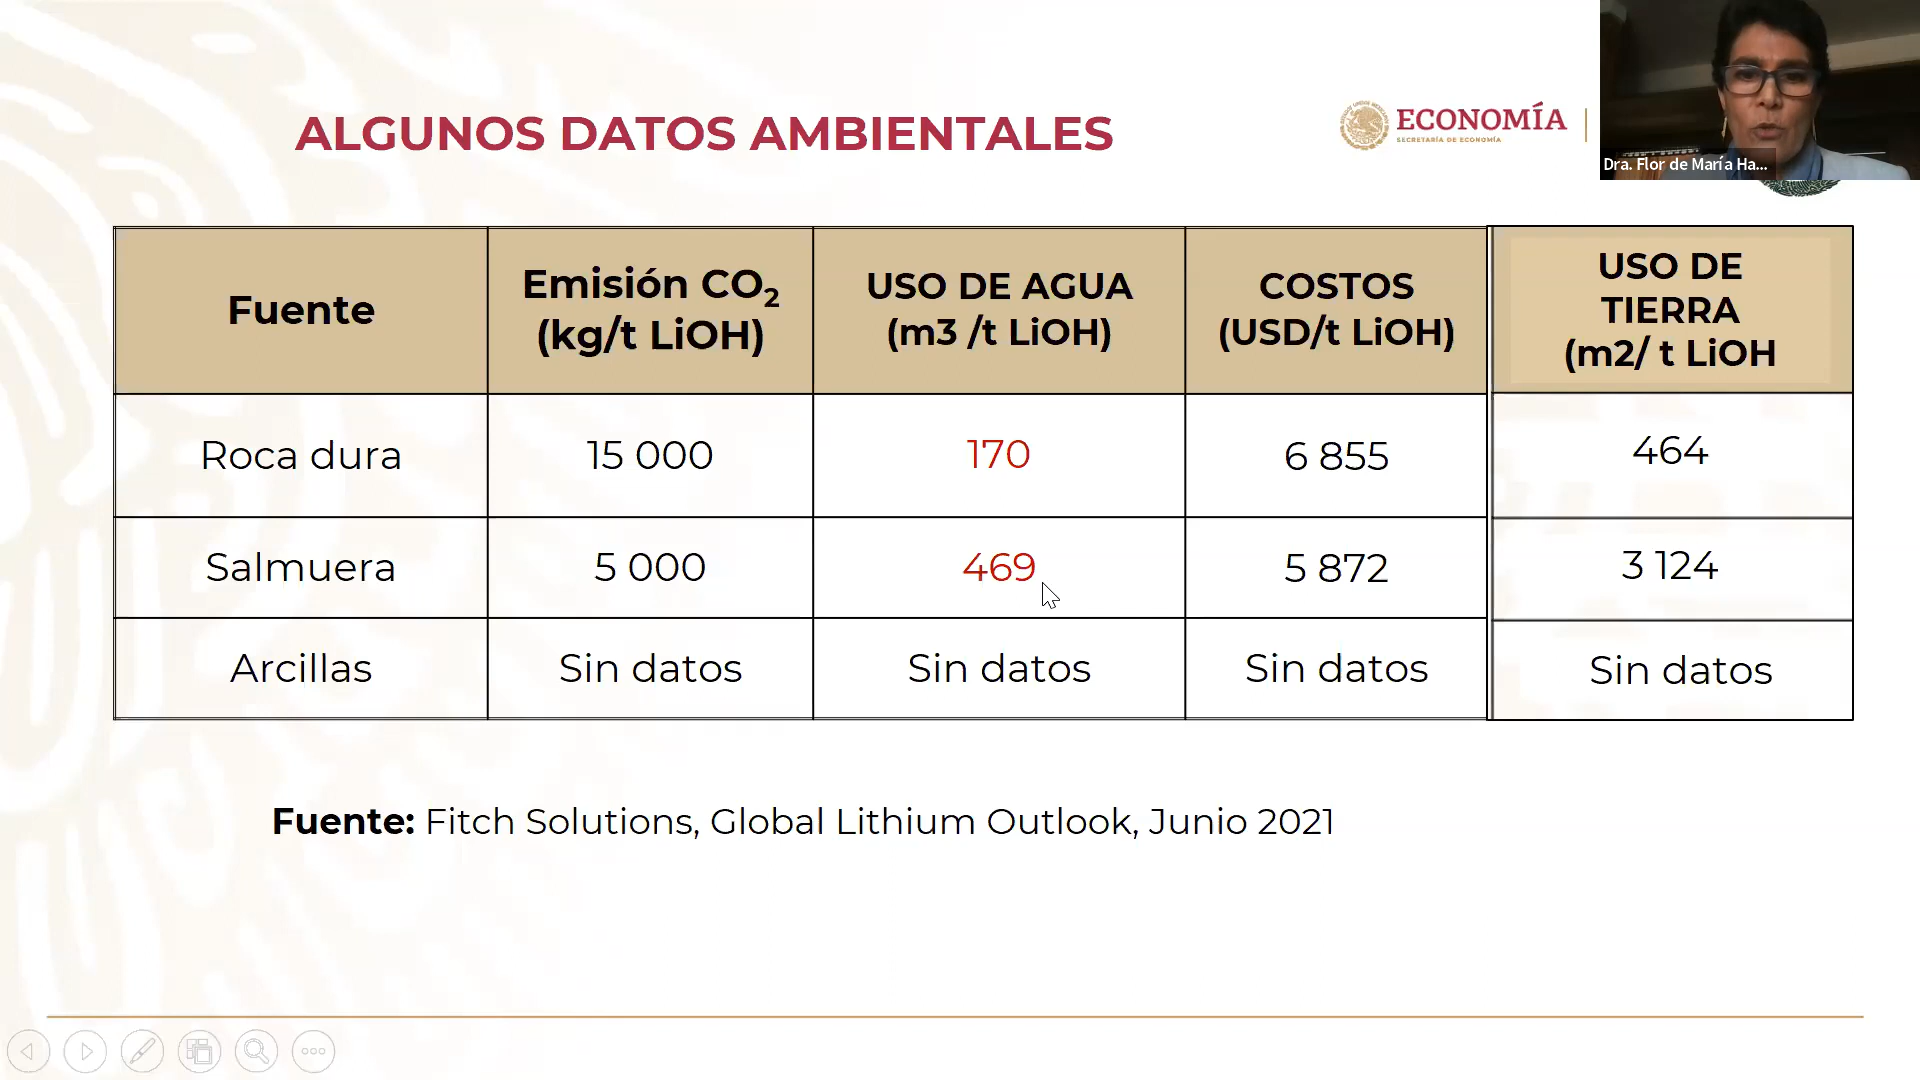 ALGUNOS DATOS AMBIENTALES
ECONOMÍA
SECRETARÍA DE ECONOMÍA
Dra. Flor de María Ha...
Fuente
Emisión CO₂
(kg/t LiOH)
USO DE AGUA
(m3 /t LiOH)
COSTOS
(USD/t LiOH)
USO DE
TIERRA
(m2/ t LiOH
Roca dura
15 000
170
6 855
464
Salmuera
5 000
469
5 872
3 124
Arcillas
Sin datos
Sin datos
Sin datos
Sin datos
Fuente: Fitch Solutions, Global Lithium Outlook, Junio 2021